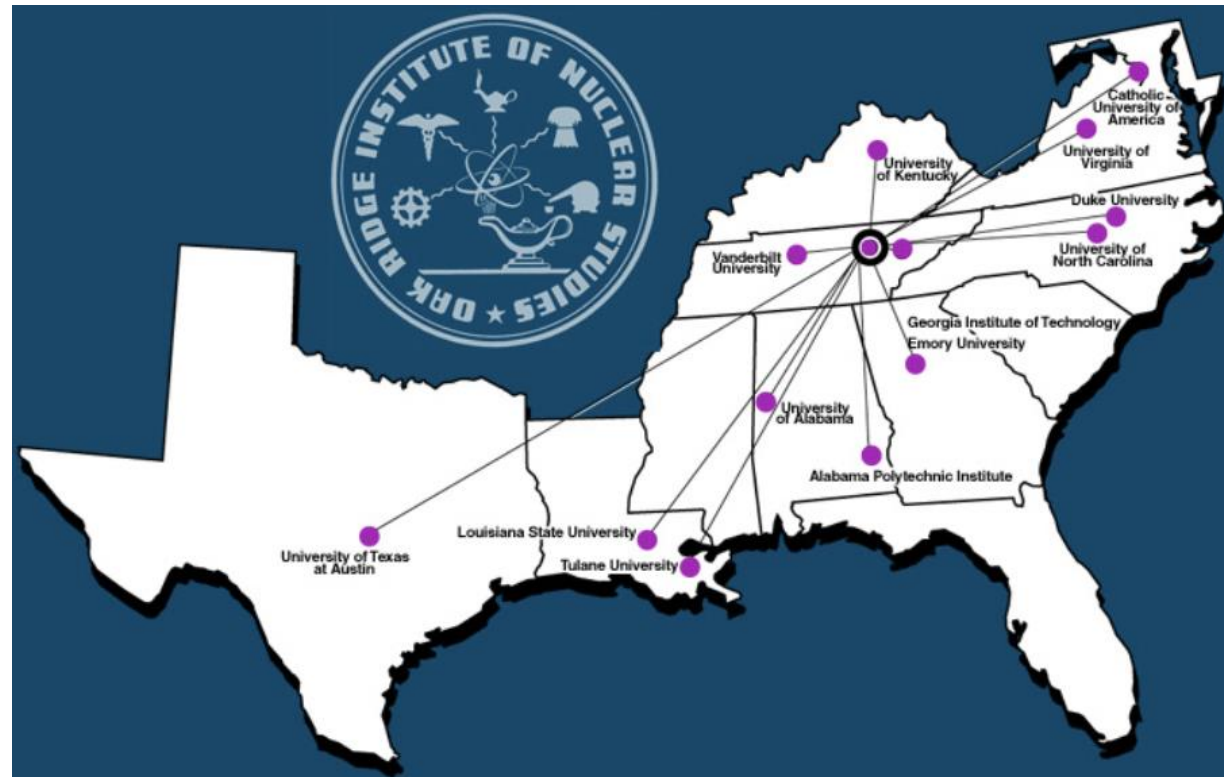 OAK RIDGE INSTITUTE OF NUCLEAR STUDIES ★
Catholic
University of
America
University of
Virginia
University
of Kentucky
Duke University
University of
North Carolina
Vanderbilt
University
Georgia Institute of Technology
Emory University
University
of Alabama
Alabama Polytechnic Institute
Louisiana State University
Tulane University
University of Texas
at Austin